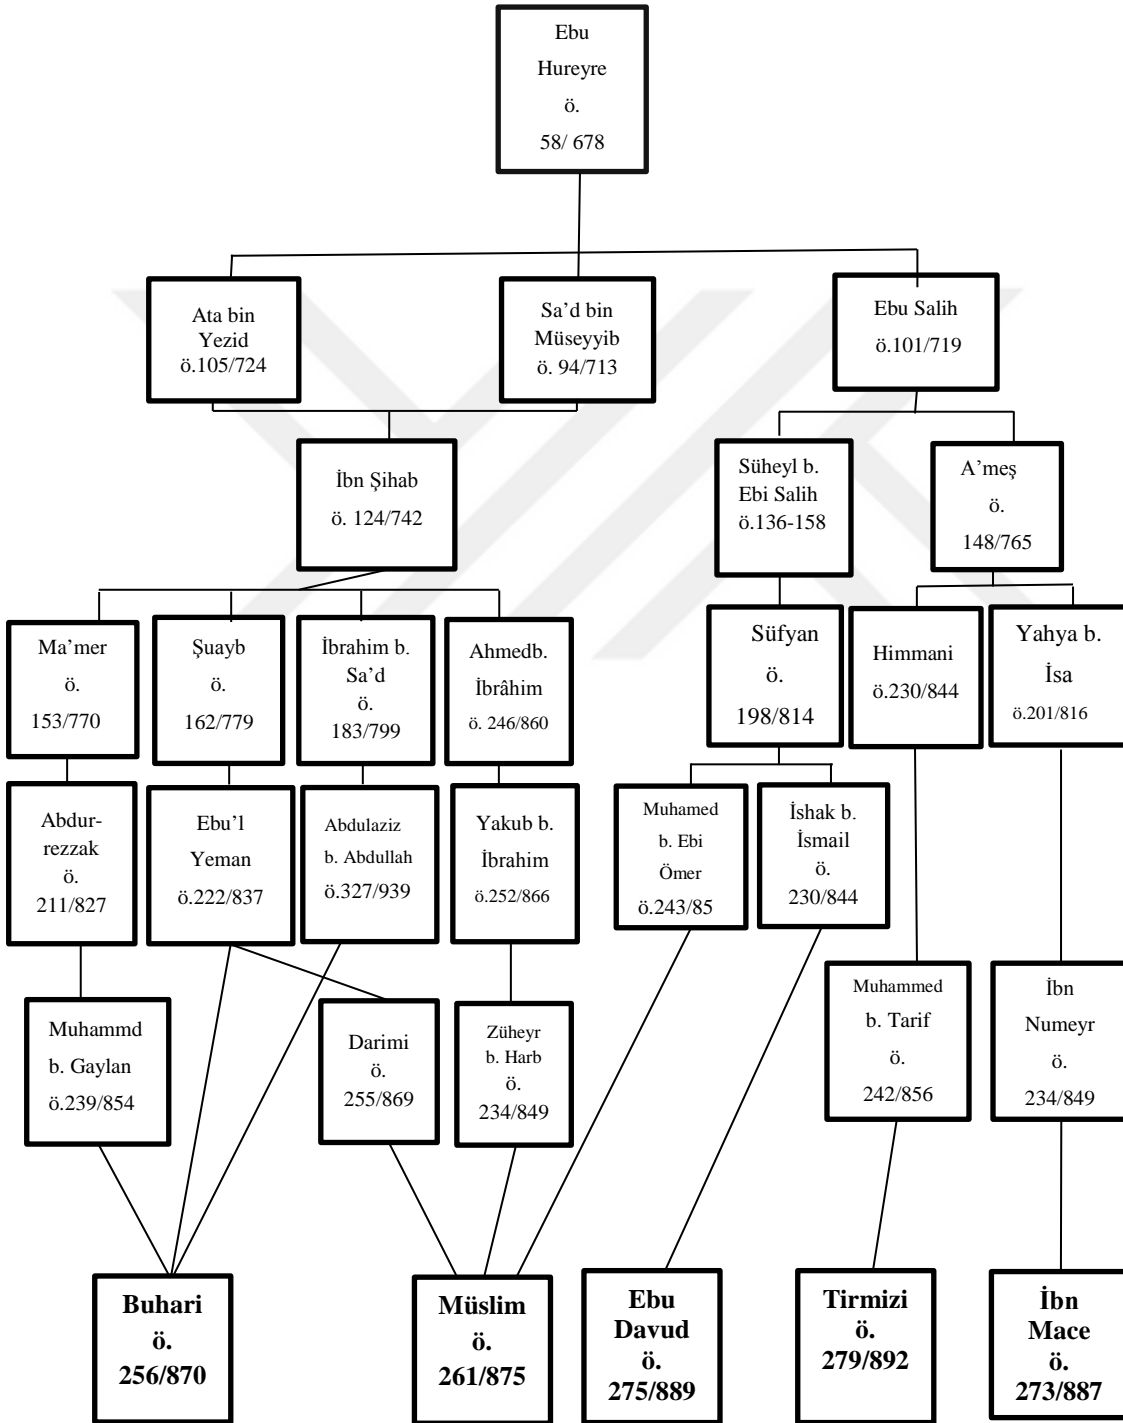 Ebu
Hureyre
ö.
58/ 678
Ata bin
Yezid
ö.105/724
Sa’d bin
Müseyyib
ö. 94/713
Ebu Salih
ö.101/719
İbn Şihab
ö. 124/742
Süheyl b.
Ebi Salih
ö.136-158
A’meş
ö.
148/765
Ma’mer
ö.
153/770
Şuayb
ö.
162/779
İbrahim b.
Sa’d
ö.
183/799
Ahmedb.
İbrâhim
ö. 246/860
Süfyan
ö.
198/814
Himmani
ö.230/844
Yahya b.
İsa
ö.201/816
Abdur-
rezzak
ö.
211/827
Ebu’l
Yeman
ö.222/837
Abdulaziz
b. Abdullah
ö.327/939
Yakub b.
İbrahim
ö.252/866
Muhamed
b. Ebi
Ömer
ö.243/85
İshak b.
İsmail
ö.
230/844
Muhammd
b. Gaylan
ö.239/854
Darimi
ö.
255/869
Züheyr
b. Harb
ö.
234/849
Muhammed
b. Tarif
ö.
242/856
İbn
Numeyr
ö.
234/849
Buhari
ö.
256/870
Müslim
ö.
261/875
Ebu
Davud
ö.
275/889
Tirmizi
ö.
279/892
İbn
Mace
ö.
273/887